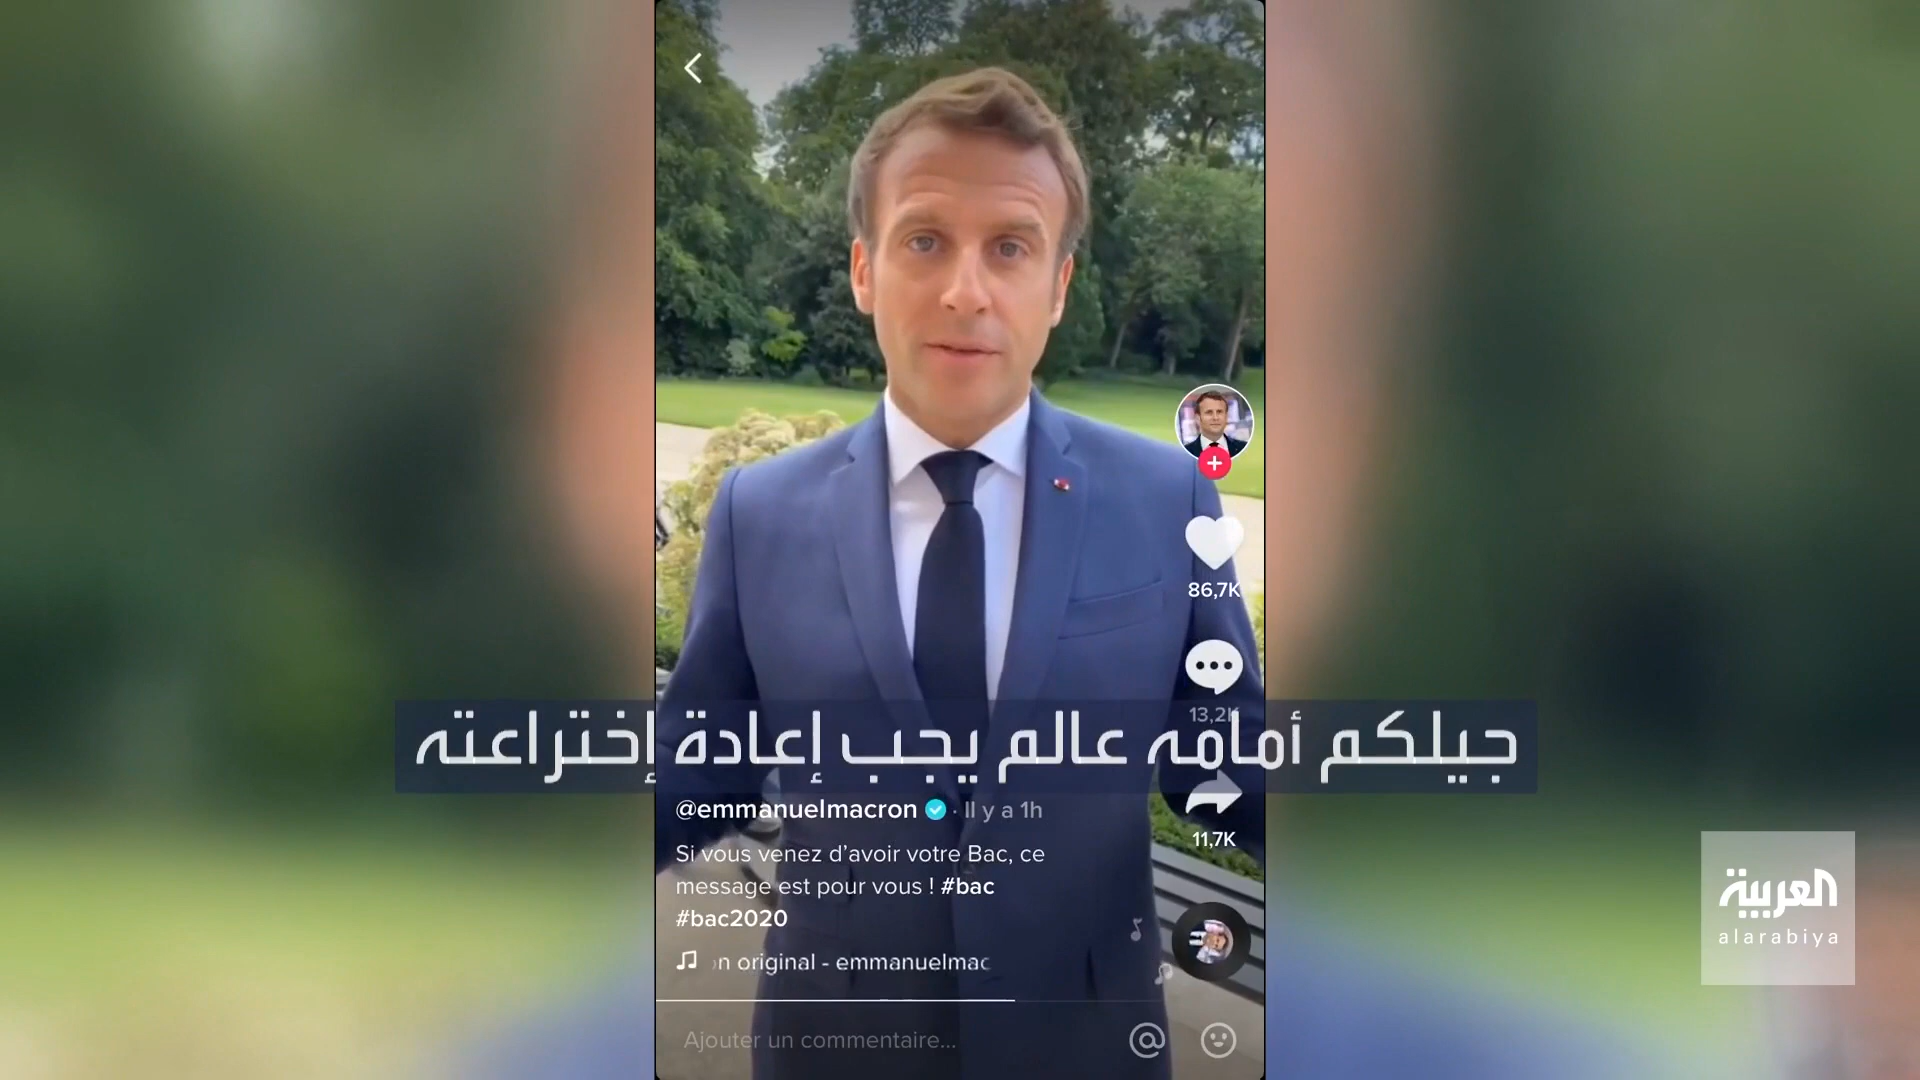 86,7K
13,2K
جيلكم أمامه عالم يجب إعادة إختراعته
@emmanuelmacron · Il y a 1h
11,7K
Si vous venez d’avoir votre Bac, ce
message est pour vous ! #bac
#bac2020
العربية
alarabiya
n original - emmanuelmac
Ajouter un commentaire...